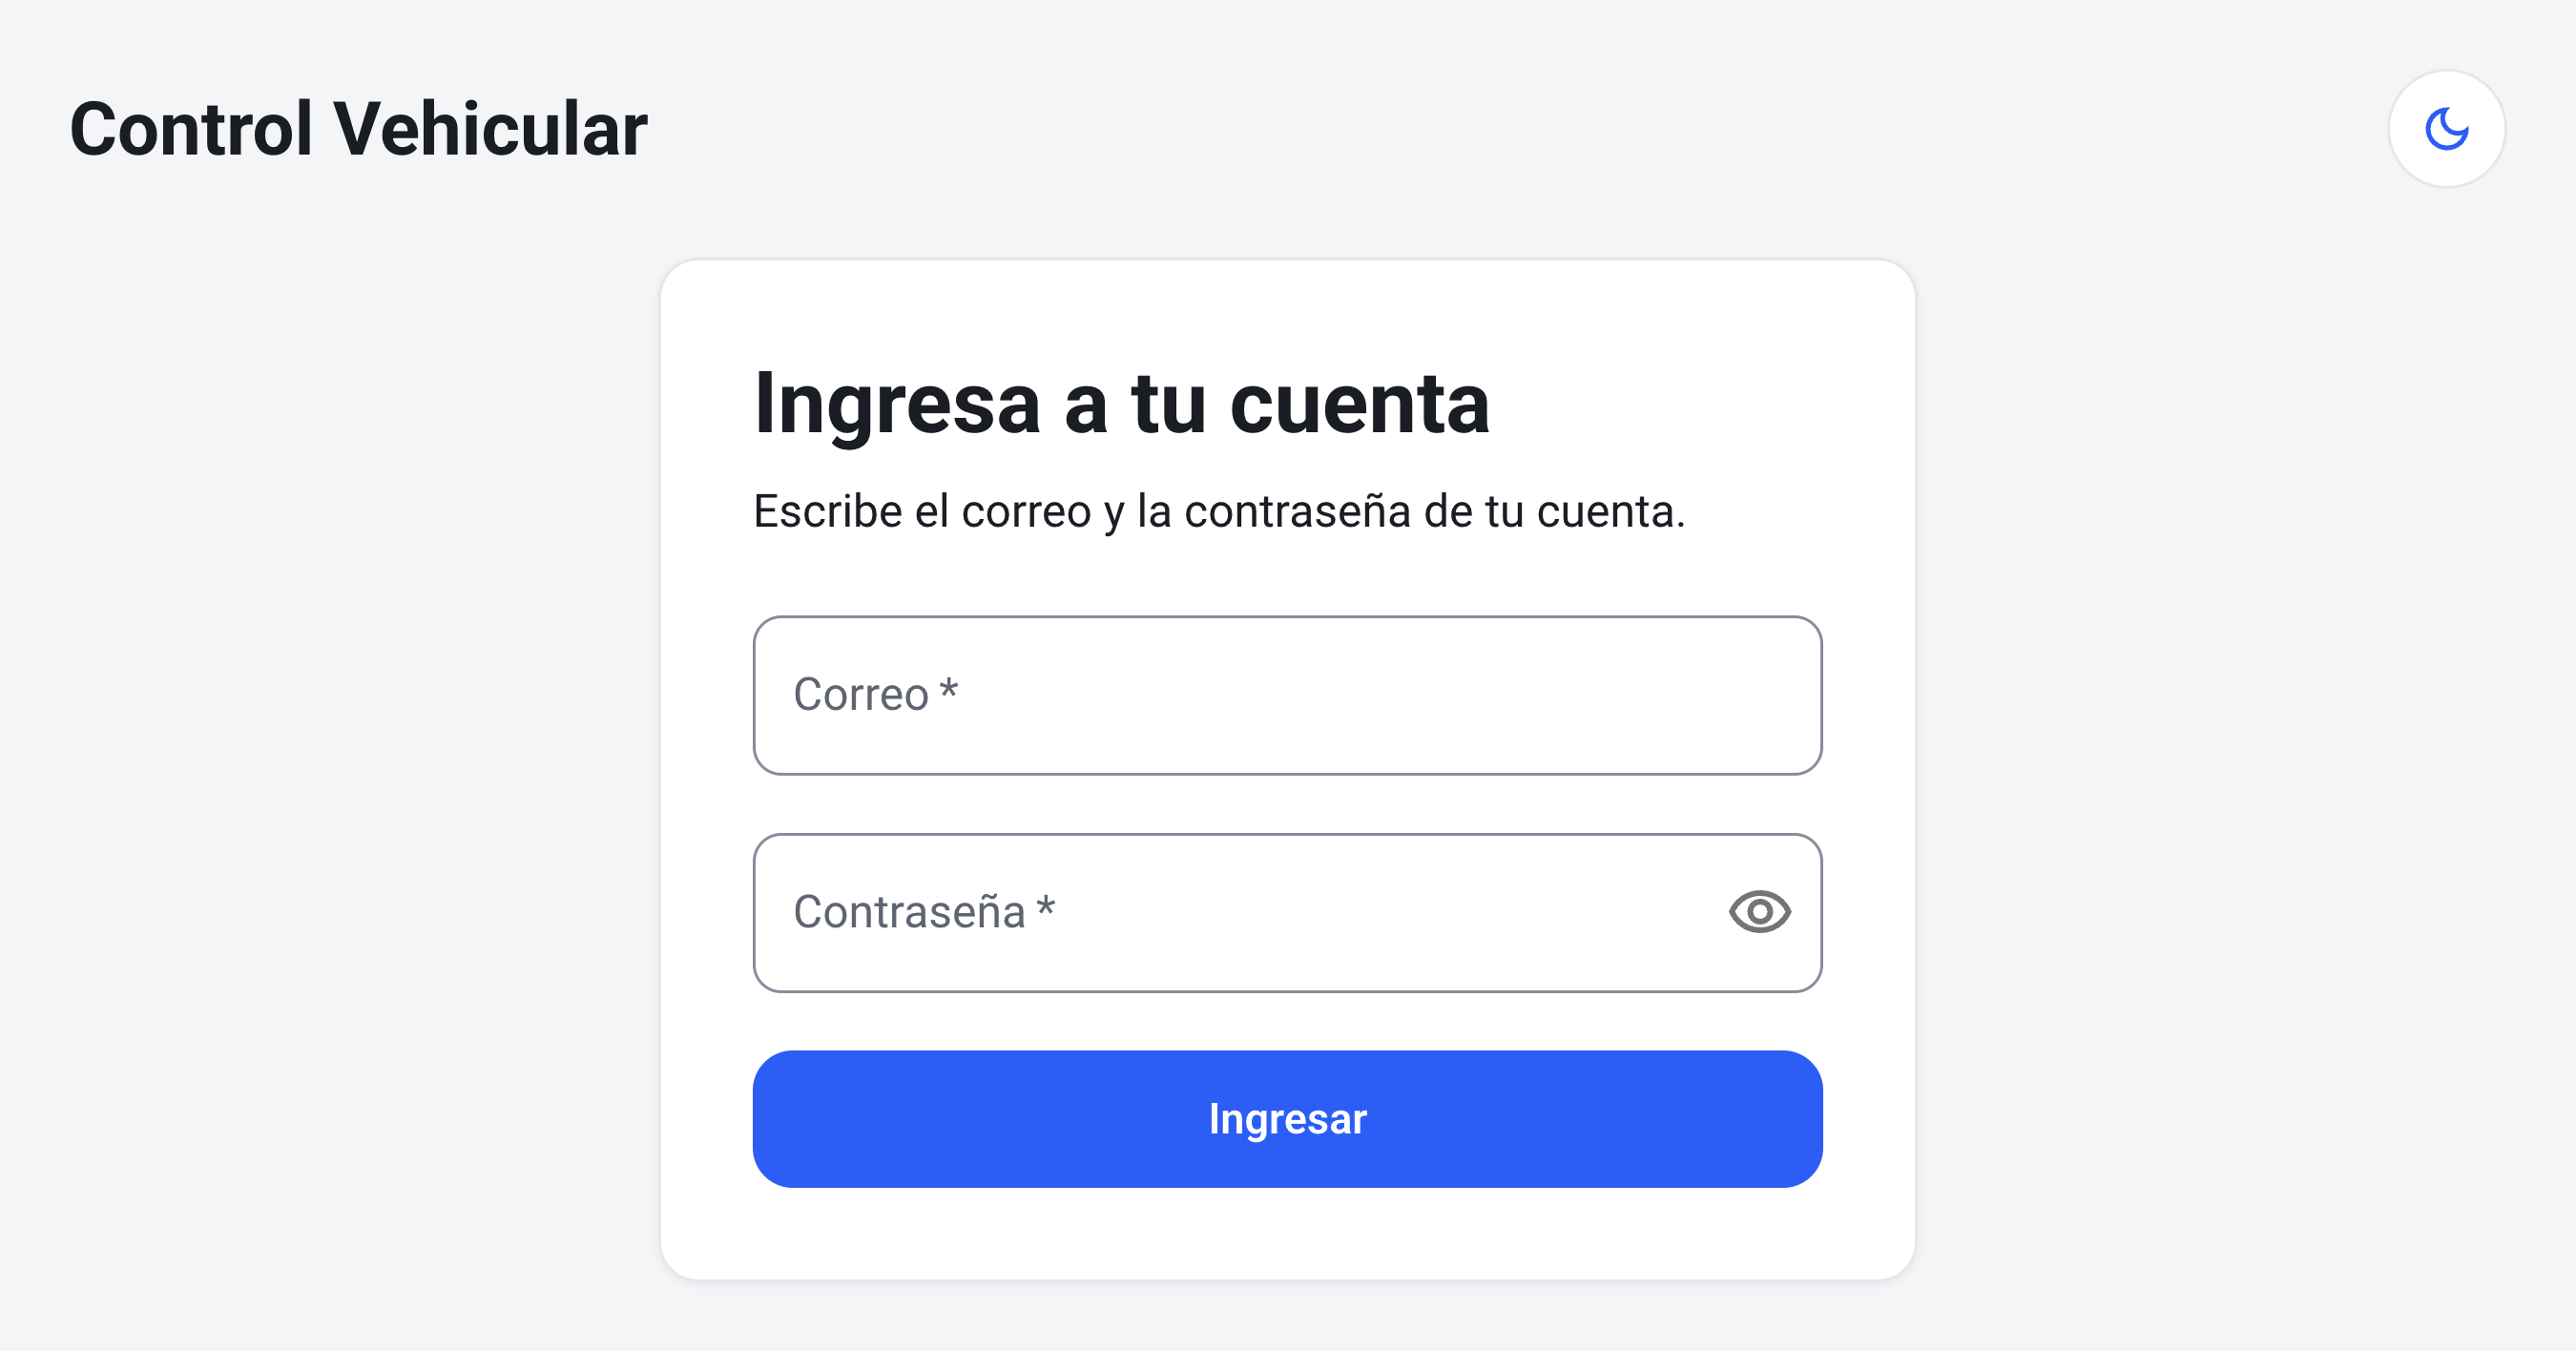 Control Vehicular
Ingresa a tu cuenta
Escribe el correo y la contraseña de tu cuenta.
Correo *
Contraseña *
Ingresar